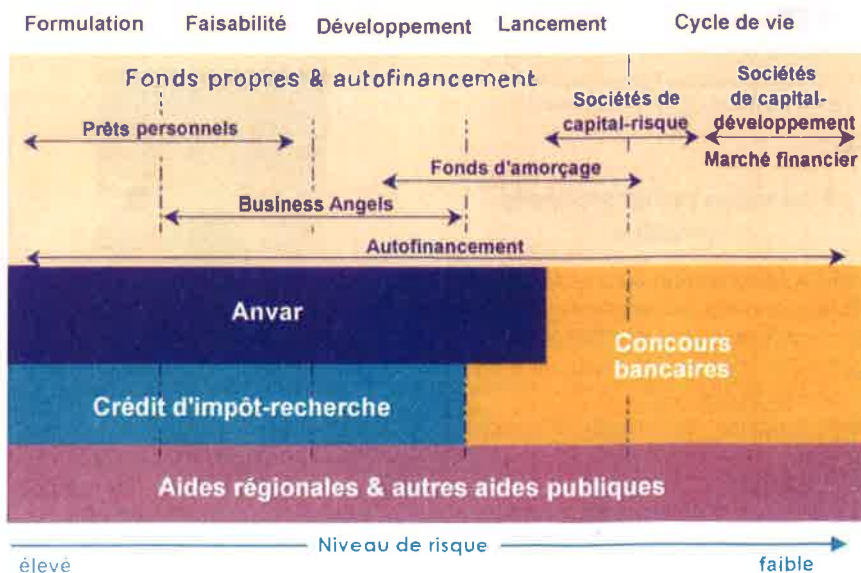 Formulation Faisabilité Développement Lancement Cycle de vie
Fonds propres & autofinancement
Sociétés
de capital-
développement
Sociétés de
capital-risque
Prêts personnels
Marché financier
Fonds d'amorçage
Business Angels
Autofinancement
Anvar
Concours
bancaires
Crédit d'impôt-recherche
Aides régionales & autres aides publiques
Niveau de risque
élevé faible